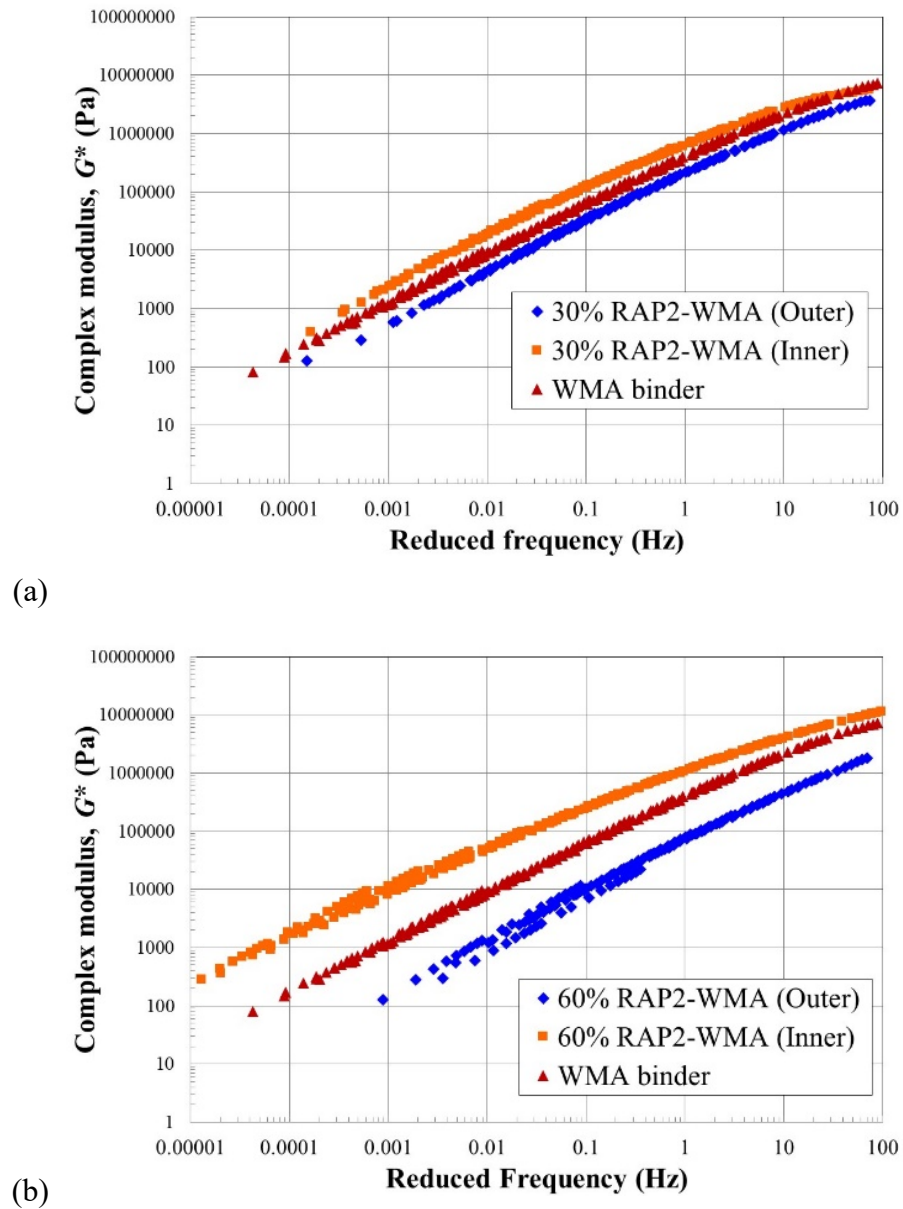 100000000
10000000
1000000
100000
10000
1000
100
10
1
Complex modulus, G* (Pa)
30% RAP2-WMA (Outer)
30% RAP2-WMA (Inner)
WMA binder
0.00001 0.0001 0.001 0.01 0.1 1 10 100
Reduced frequency (Hz)
(a)
100000000
10000000
1000000
100000
10000
1000
100
10
1
Complex modulus, G* (Pa)
60% RAP2-WMA (Outer)
60% RAP2-WMA (Inner)
WMA binder
0.00001 0.0001 0.001 0.01 0.1 1 10 100
Reduced Frequency (Hz)
(b)